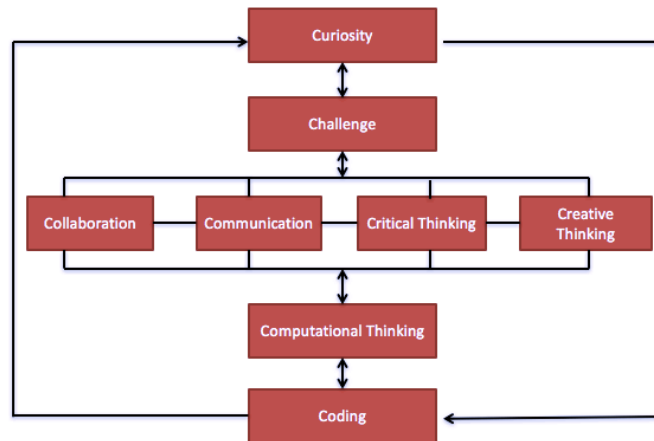 Curiosity
Challenge
Collaboration
Communication
Critical Thinking
Creative
Thinking
Computational Thinking
Coding